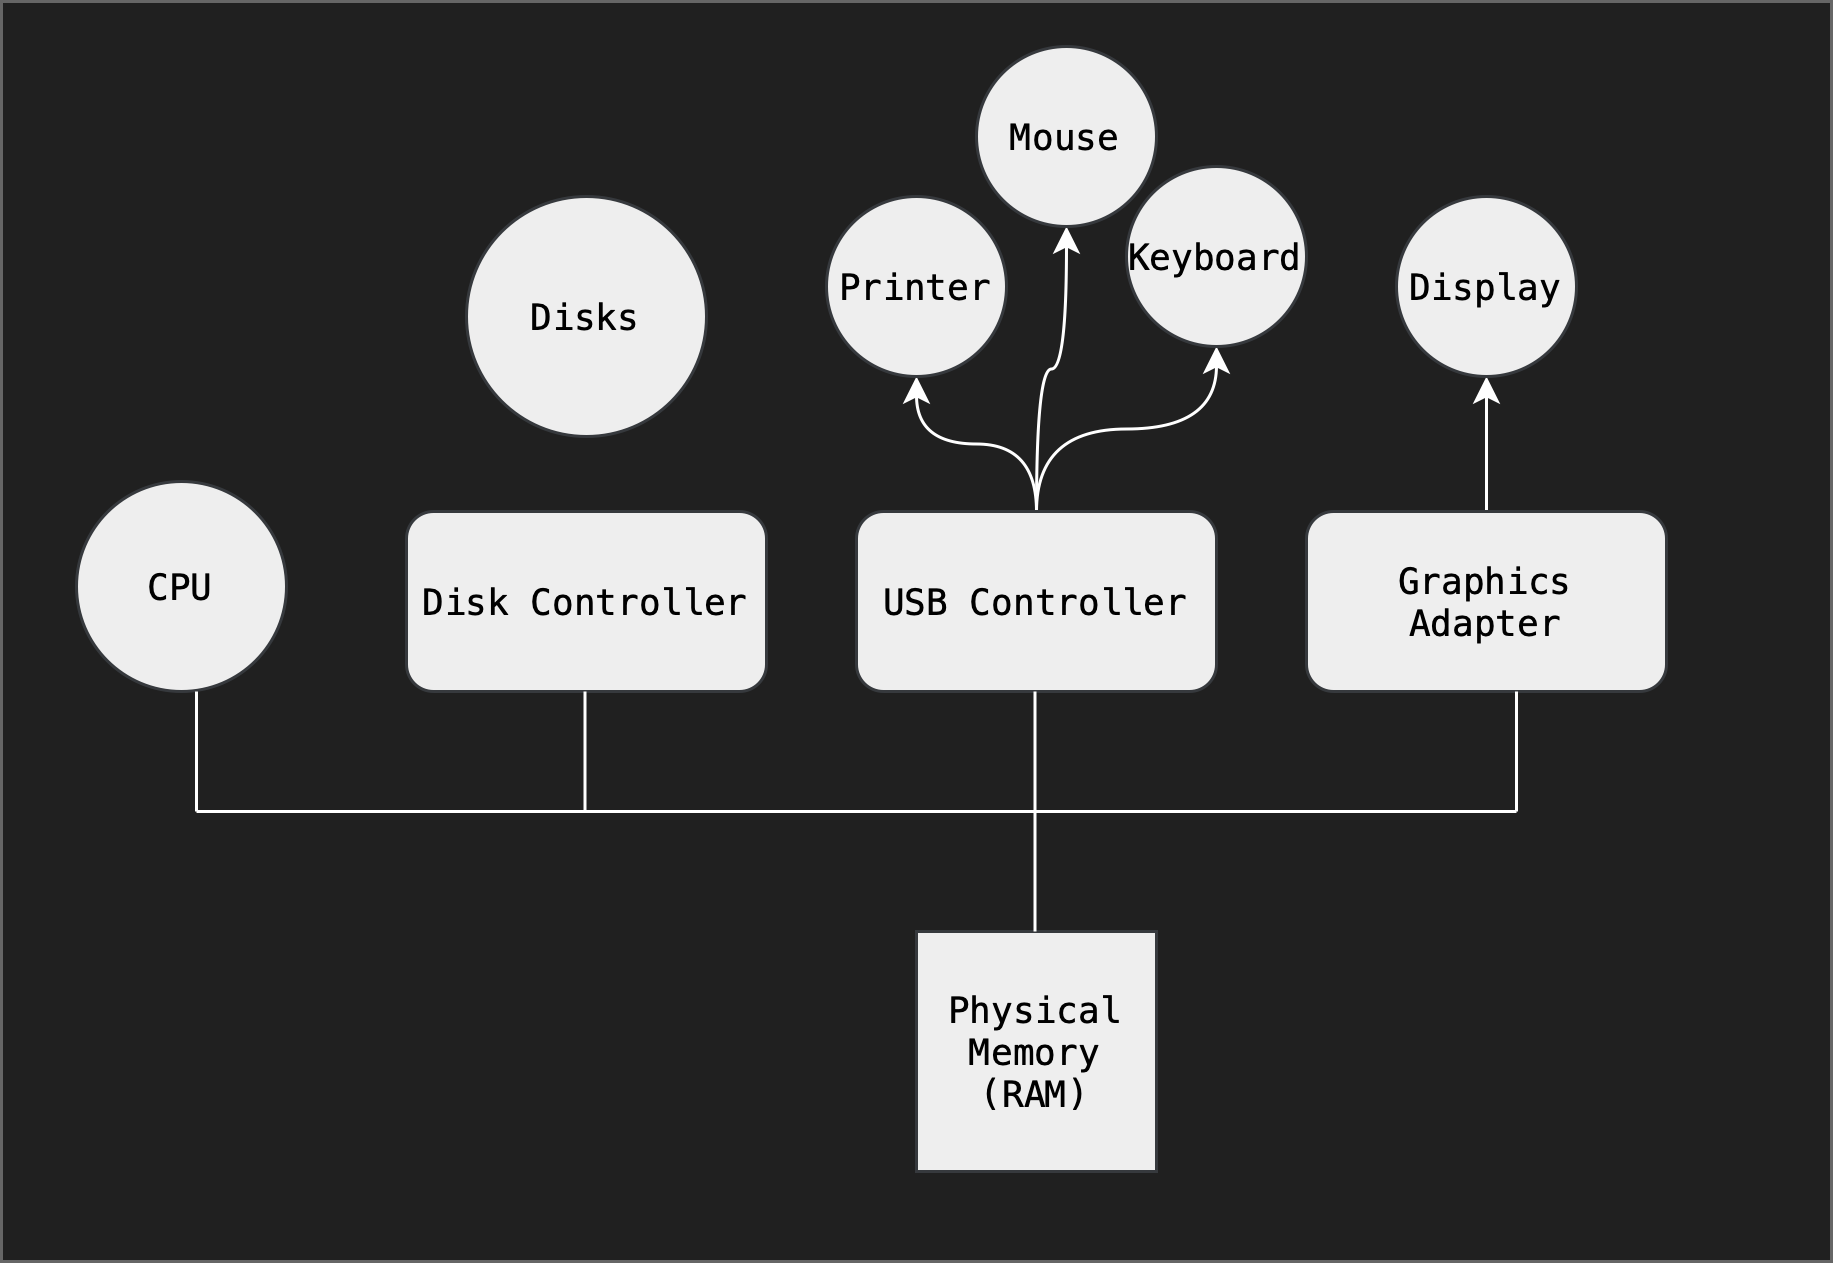 Mouse
Keyboard
Printer
Display
Disks
CPU
Disk Controller
USB Controller
Graphics
Adapter
Physical
Memory
(RAM)